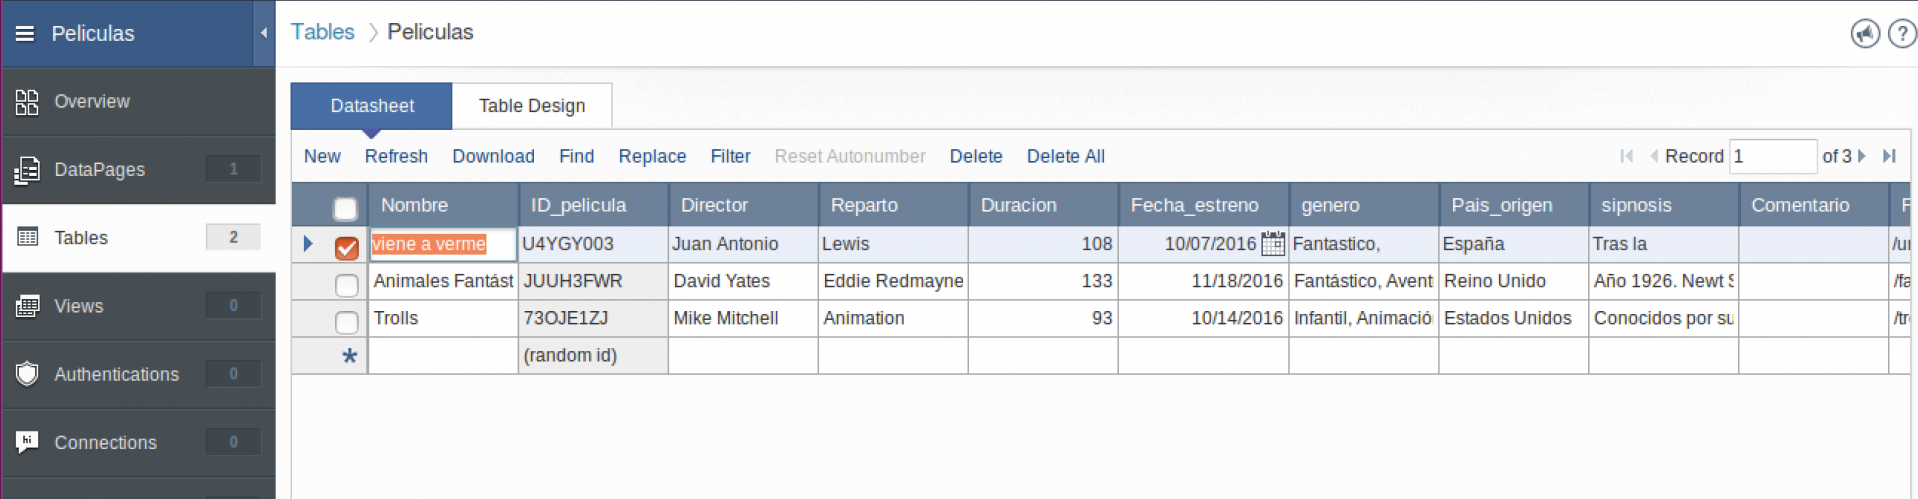 Peliculas
Tables Peliculas
Overview
DataPages 1
Tables 2
Views 0
Authentications 0
Connections 0
hi
Datasheet Table Design
New Refresh Download Find Replace Filter Reset Autonumber Delete Delete All Record 1 of 3
Nombre ID_pelicula Director Reparto Duracion Fecha_estreno genero Pais_origen sipnosis Comentario F
viene a verme U4YGY003 Juan Antonio Lewis 108 10/07/2016 Fantastico, España Tras la /u
Animales Fantást JUUH3FWR David Yates Eddie Redmayne 133 11/18/2016 Fantástico, Avent Reino Unido Año 1926. Newt S /fa
Trolls 73OJE1ZJ Mike Mitchell Animation 93 10/14/2016 Infantil, Animació Estados Unidos Conocidos por su /tr
* (random id)